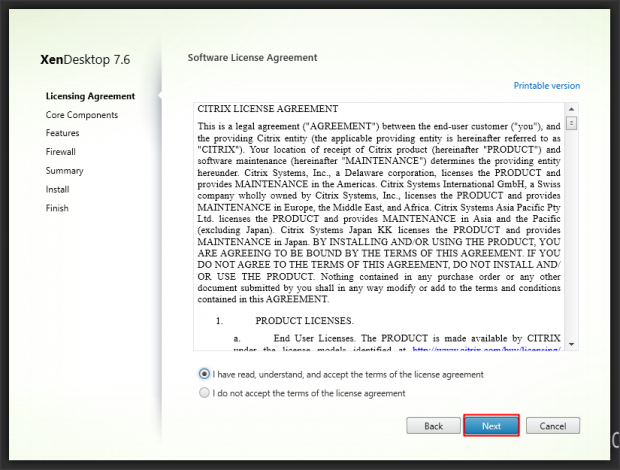 XenDesktop 7.6
Licensing Agreement
Core Components
Features
Firewall
Summary
Install
Finish
Software License Agreement
Printable version
CITRIX LICENSE AGREEMENT
This is a legal agreement ("AGREEMENT") between the end-user customer ("you"), and
the providing Citrix entity (the applicable providing entity is hereinafter referred to as
"CITRIX"). Your location of receipt of Citrix product (hereinafter "PRODUCT") and
software maintenance (hereinafter "MAINTENANCE") determines the providing entity
hereunder. Citrix Systems, Inc., a Delaware corporation, licenses the PRODUCT and
provides MAINTENANCE in the Americas. Citrix Systems International GmbH, a Swiss
company wholly owned by Citrix Systems, Inc., licenses the PRODUCT and provides
MAINTENANCE in Europe, the Middle East, and Africa. Citrix Systems Asia Pacific Pty
Ltd. licenses the PRODUCT and provides MAINTENANCE in Asia and the Pacific
(excluding Japan). Citrix Systems Japan KK licenses the PRODUCT and provides
MAINTENANCE in Japan. BY INSTALLING AND/OR USING THE PRODUCT, YOU
ARE AGREEING TO BE BOUND BY THE TERMS OF THIS AGREEMENT. IF YOU
DO NOT AGREE TO THE TERMS OF THIS AGREEMENT, DO NOT INSTALL AND/
OR USE THE PRODUCT. Nothing contained in any purchase order or any other
document submitted by you shall in any way modify or add to the terms and conditions
contained in this AGREEMENT.
1. PRODUCT LICENSES.
a. End User Licenses. The PRODUCT is made available by CITRIX
under the license models identified at http://www.citrix.com/buy/licensing/
I have read, understand, and accept the terms of the license agreement
I do not accept the terms of the license agreement
Back
Next
Cancel